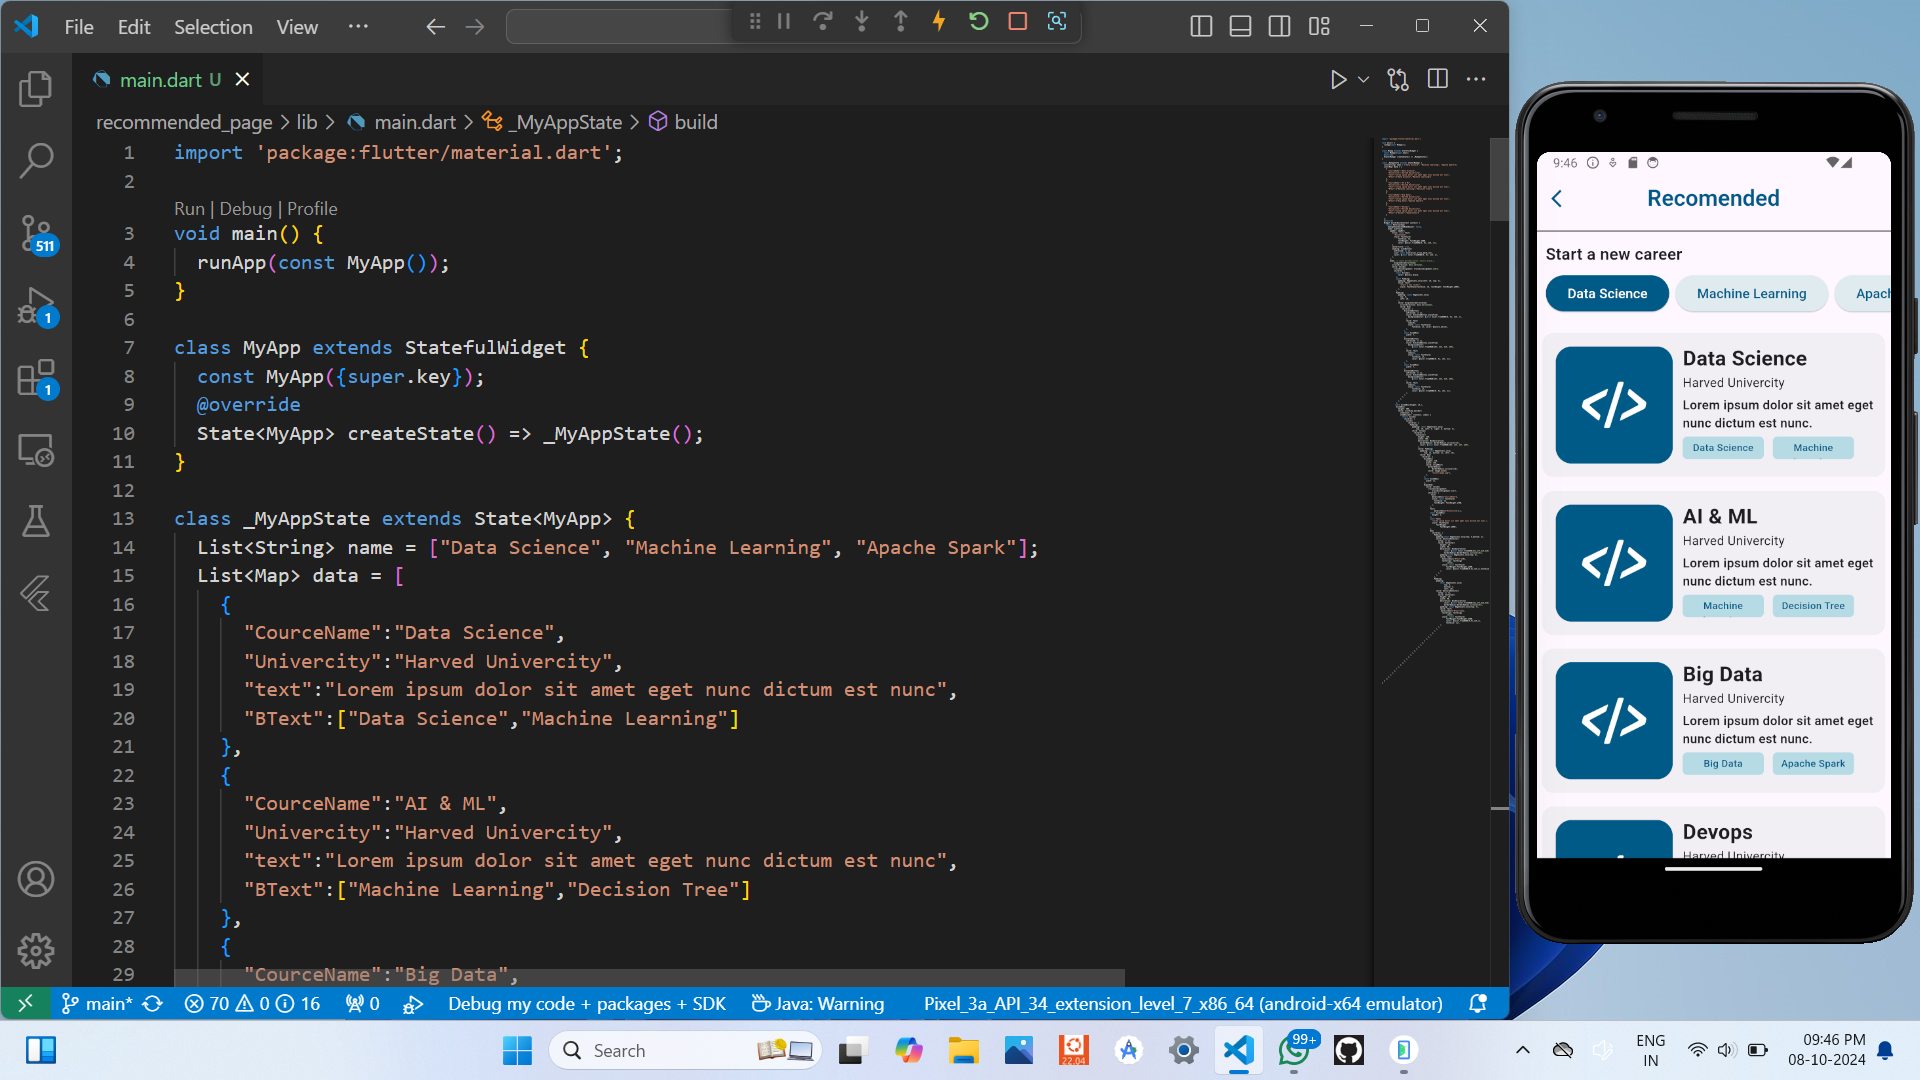 File Edit Selection View ···
main.dart U
recommended_page > lib > main.dart > _MyAppState > build
1 import 'package:flutter/material.dart';
2
Run | Debug | Profile
3 void main() {
4 runApp(const MyApp());
5 }
6
7 class MyApp extends StatefulWidget {
8 const MyApp({super.key});
9 @override
10 State<MyApp> createState() => _MyAppState();
11 }
12
13 class _MyAppState extends State<MyApp> {
14 List<String> name = ["Data Science", "Machine Learning", "Apache Spark"];
15 List<Map> data = [
16 {
17 "CourceName":"Data Science",
18 "Univercity":"Harved Univercity",
19 "text":"Lorem ipsum dolor sit amet eget nunc dictum est nunc",
20 "BText":["Data Science","Machine Learning"]
21 },
22 {
23 "CourceName":"AI & ML",
24 "Univercity":"Harved Univercity",
25 "text":"Lorem ipsum dolor sit amet eget nunc dictum est nunc",
26 "BText":["Machine Learning","Decision Tree"]
27 },
28 {
29 "CourceName":"Big Data",
511
1
1
main* 70 0 16 0 Debug my code + packages + SDK Java: Warning Pixel_3a_API_34_extension_level_7_x86_64 (android-x64 emulator)
9:46
Recomended
Start a new career
Data Science Machine Learning Apach
Data Science
Harved Univercity
Lorem ipsum dolor sit amet eget
nunc dictum est nunc.
Data Science Machine
AI & ML
Harved Univercity
Lorem ipsum dolor sit amet eget
nunc dictum est nunc.
Machine Decision Tree
Big Data
Harved Univercity
Lorem ipsum dolor sit amet eget
nunc dictum est nunc.
Big Data Apache Spark
Devops
Harved Univercity
Search
22.04
99+
ENG
IN
09:46 PM
08-10-2024